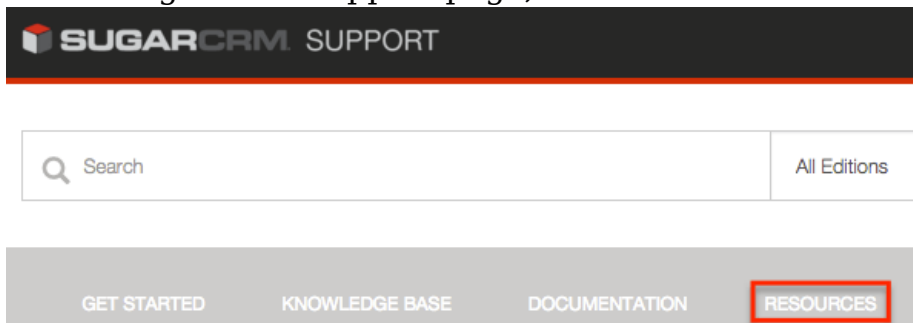 SUGARCRM. SUPPORT
Search
All Editions
GET STARTED KNOWLEDGE BASE DOCUMENTATION RESOURCES